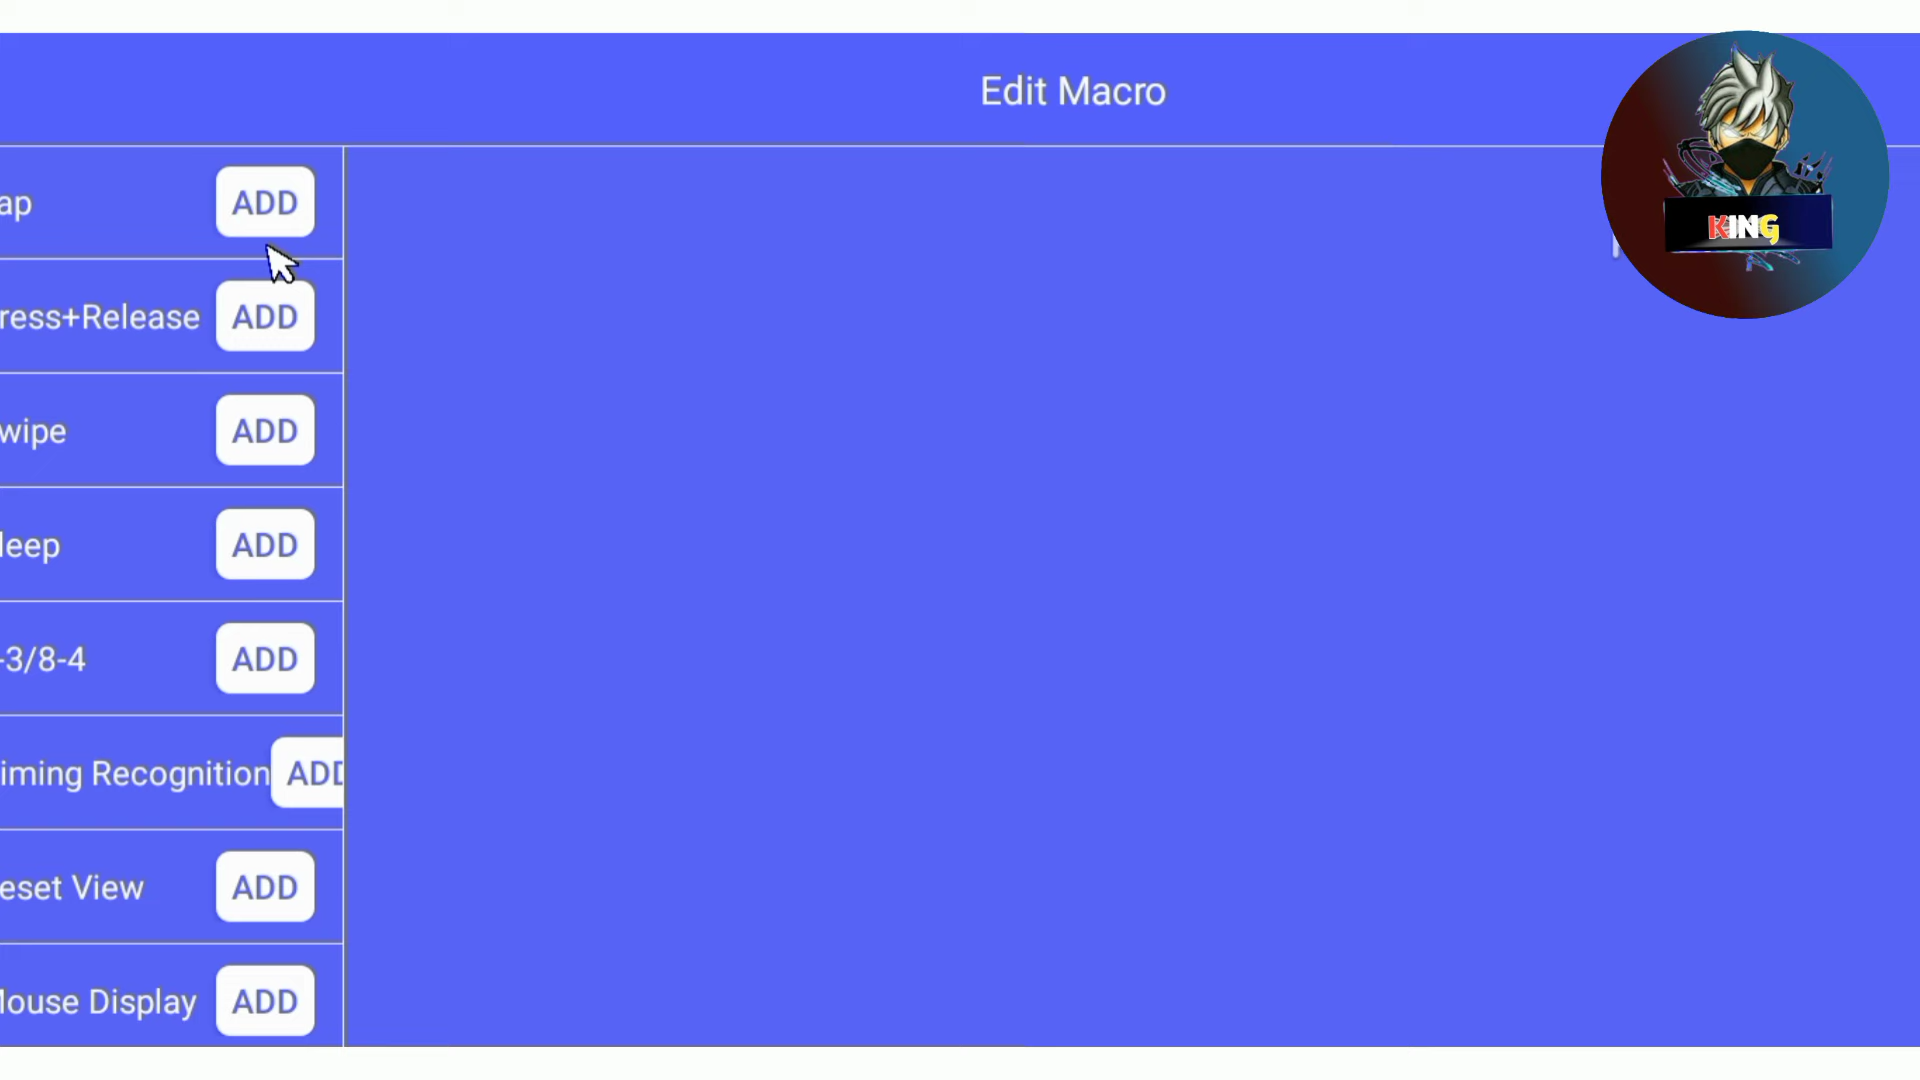 Edit Macro
ap ADD
ress+Release ADD
wipe ADD
leep ADD
-3/8-4 ADD
iming Recognition ADD
eset View ADD
ouse Display ADD
KING